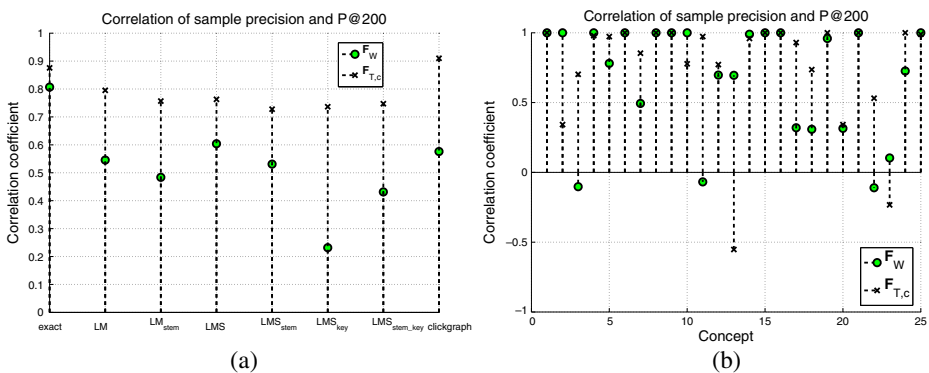 Correlation of sample precision and P@200
1
0.9
0.8
0.7
0.6
0.5
0.4
0.3
0.2
0.1
0
Correlation coefficient
F_W
F_T,c
exact LM LM_stem LMS LMS_stem LMS_key LMS_stem_key clickgraph
(a)
Correlation of sample precision and P@200
1
0.5
0
−0.5
−1
Correlation coefficient
F_W
F_T,c
0 5 10 15 20 25
Concept
(b)